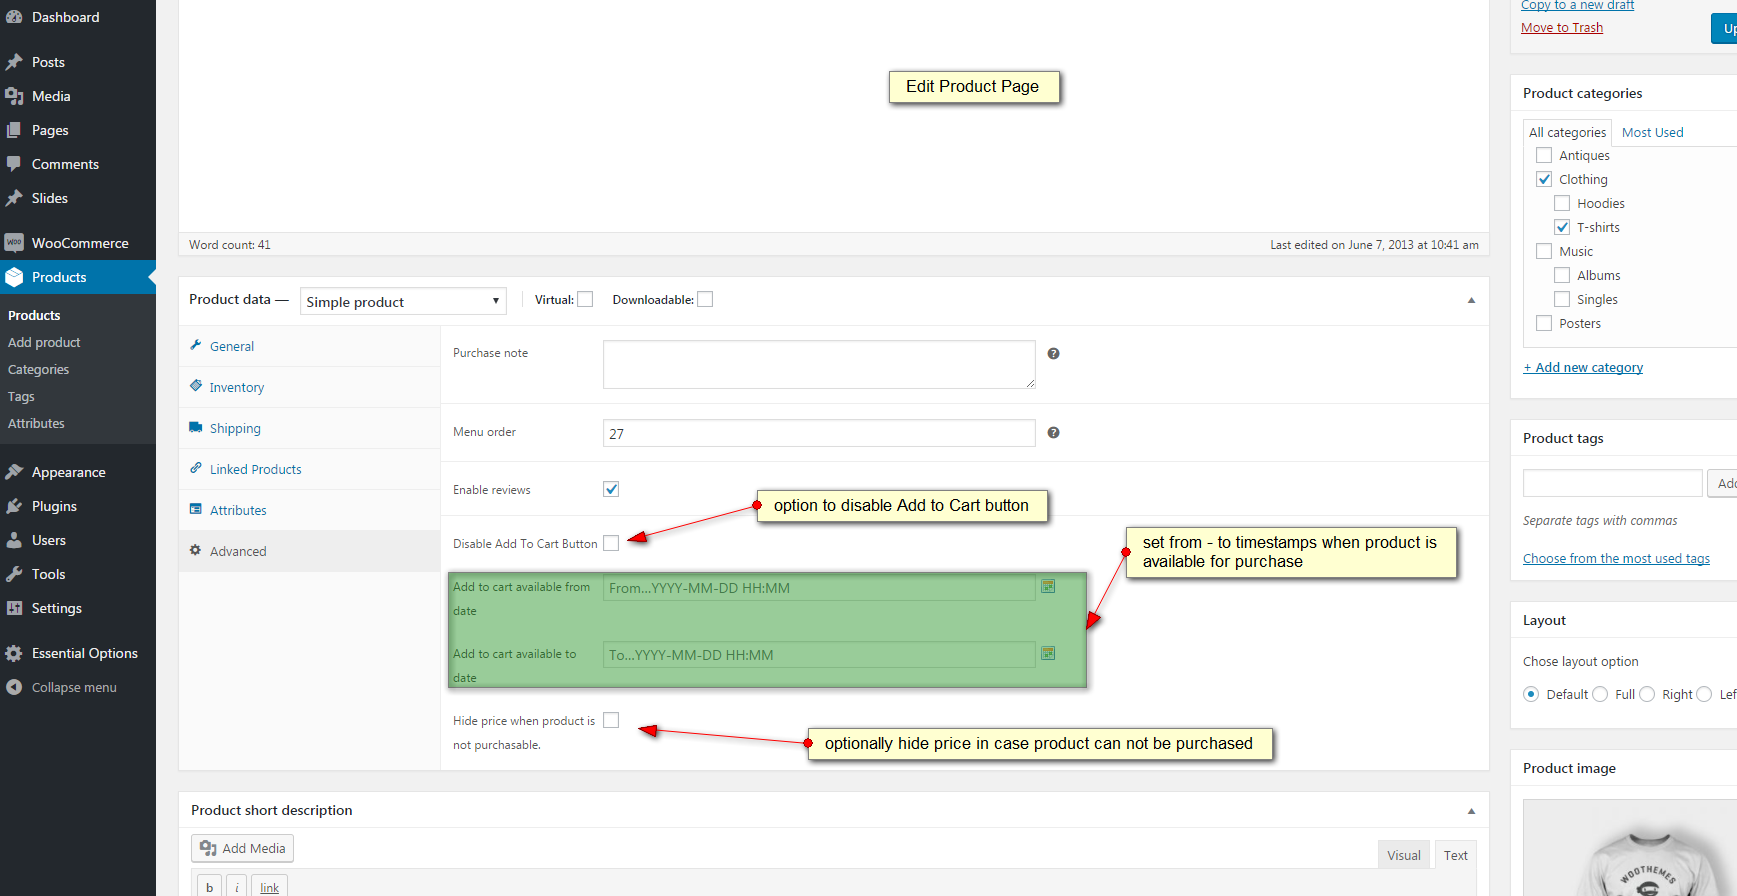 Dashboard
Posts
Media
Pages
Comments
Slides
WOO
WooCommerce
Products
Products
Add product
Categories
Tags
Attributes
Appearance
Plugins
Users
Tools
Settings
Essential Options
Collapse menu
Edit Product Page
Word count: 41
Last edited on June 7, 2013 at 10:41 am
Product data —
Simple product
Virtual:
Downloadable:
General
Inventory
Shipping
Linked Products
Attributes
Advanced
Purchase note
Menu order
27
Enable reviews
option to disable Add to Cart button
Disable Add To Cart Button
set from - to timestamps when product is
available for purchase
Add to cart available from
date
From...YYYY-MM-DD HH:MM
Add to cart available to
date
To...YYYY-MM-DD HH:MM
Hide price when product is
not purchasable.
optionally hide price in case product can not be purchased
Product short description
Add Media
Visual
Text
b
i
link
Copy to a new draft
Move to Trash
Up
Product categories
All categories
Most Used
Antiques
Clothing
Hoodies
T-shirts
Music
Albums
Singles
Posters
+ Add new category
Product tags
Add
Separate tags with commas
Choose from the most used tags
Layout
Chose layout option
Default
Full
Right
Lef
Product image
WOOTHEMES